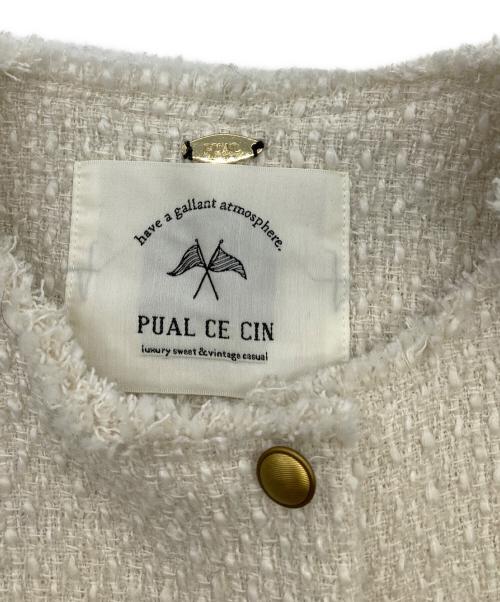 have a gallant atmosphere.
PUAL CE CIN
luxury sweet & vintage casual